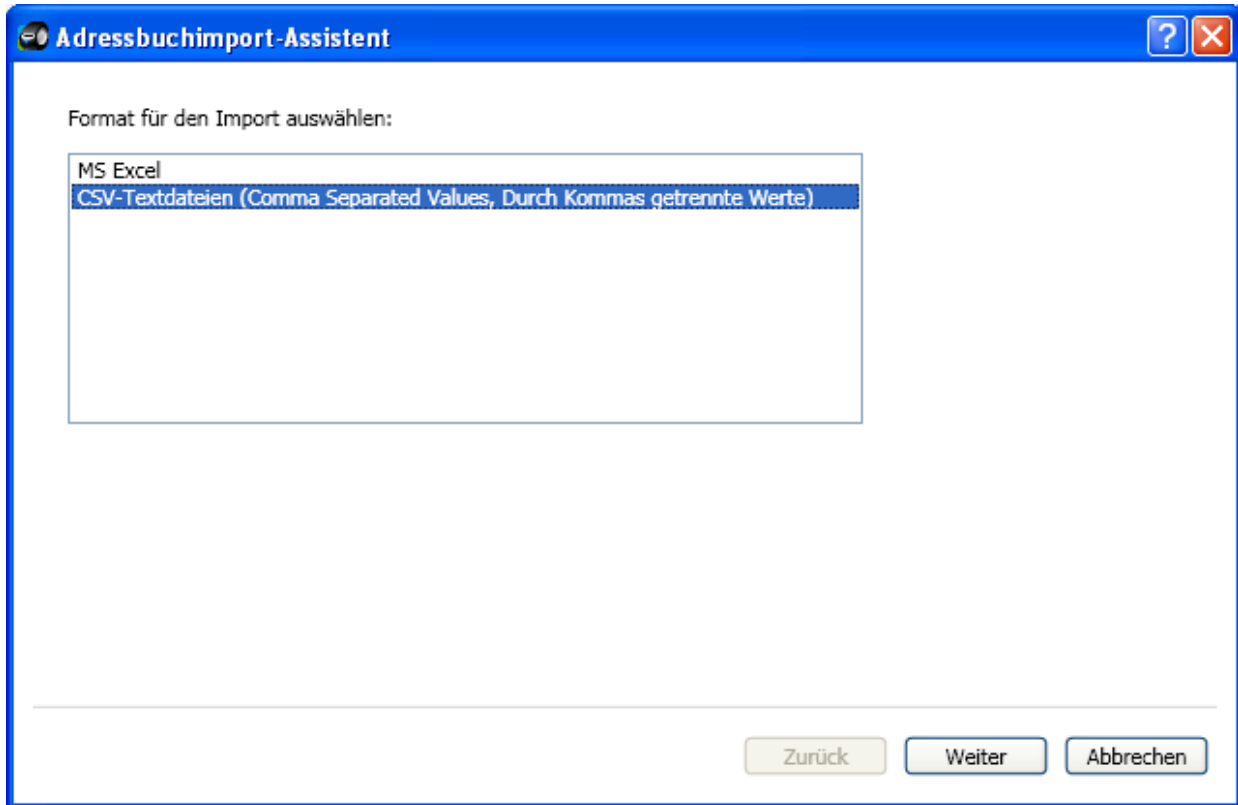 Adressbuchimport-Assistent
Format für den Import auswählen:
MS Excel
CSV-Textdateien (Comma Separated Values, Durch Kommas getrennte Werte)
Zurück Weiter Abbrechen